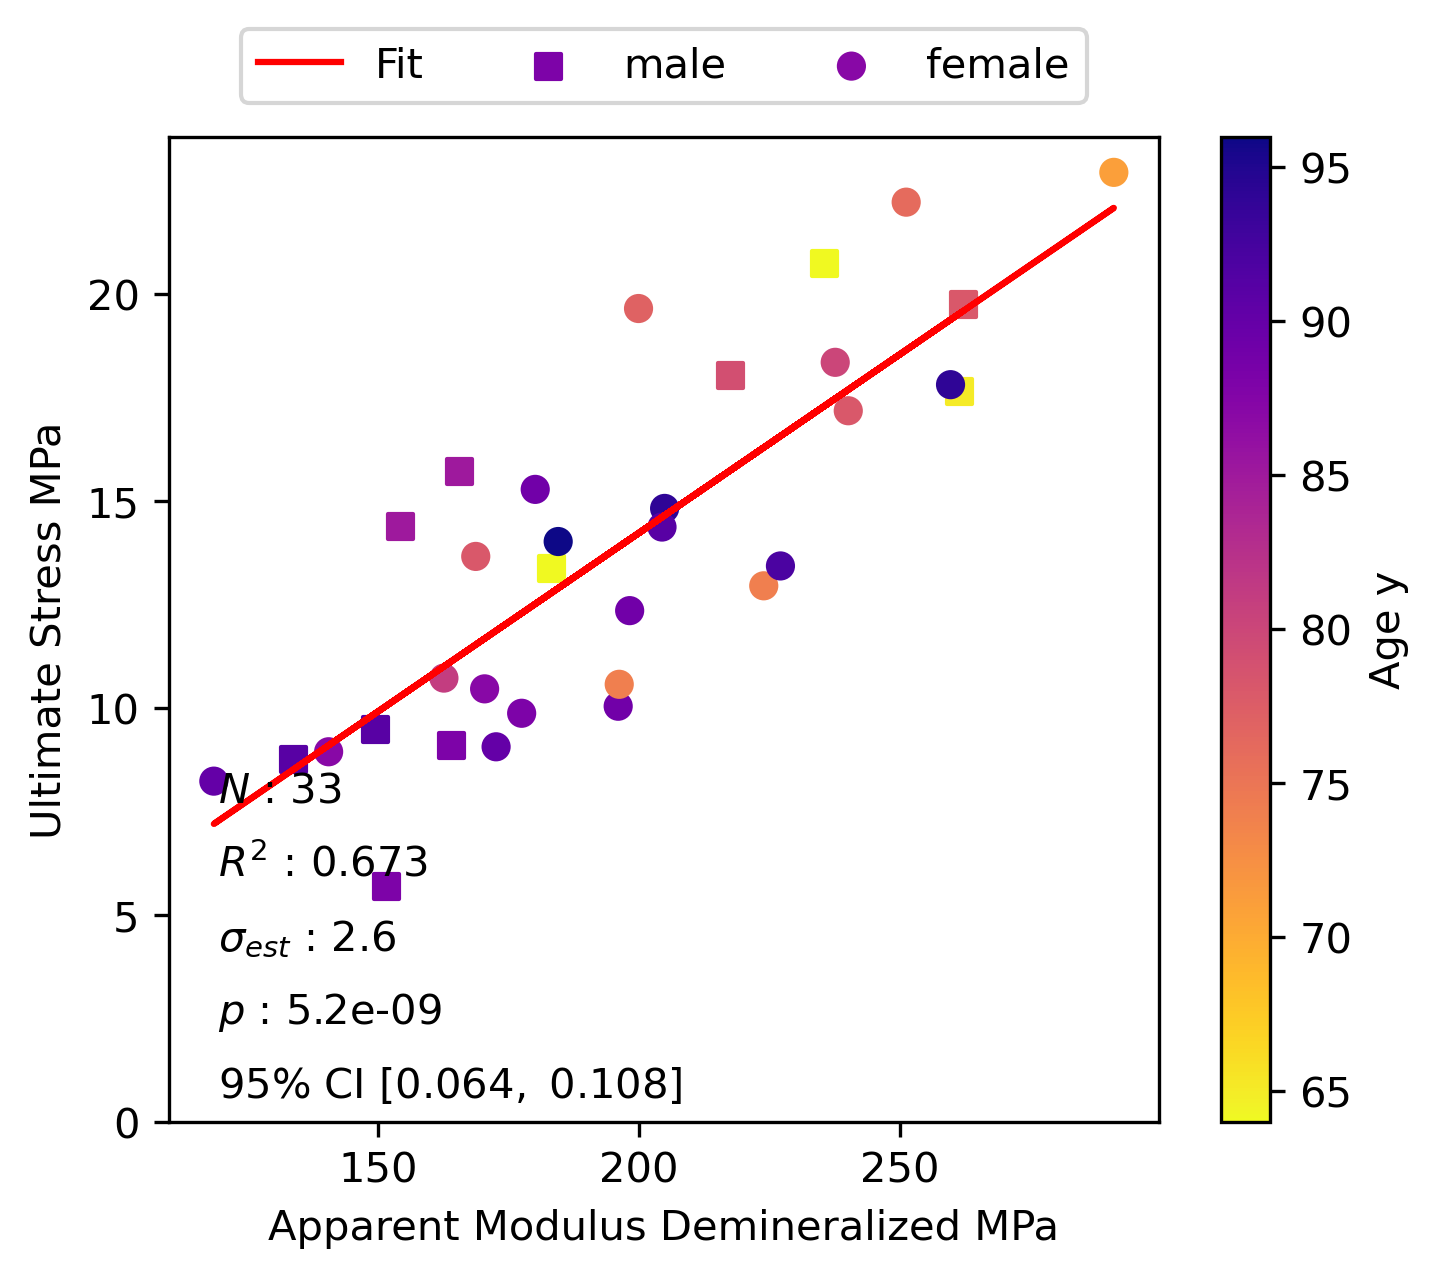 Fit male female
20
15
10
5
0
Ultimate Stress MPa
N : 33
R² : 0.673
σest : 2.6
p : 5.2e-09
95% CI [0.064, 0.108]
150 200 250
Apparent Modulus Demineralized MPa
95
90
85
80
75
70
65
Age y